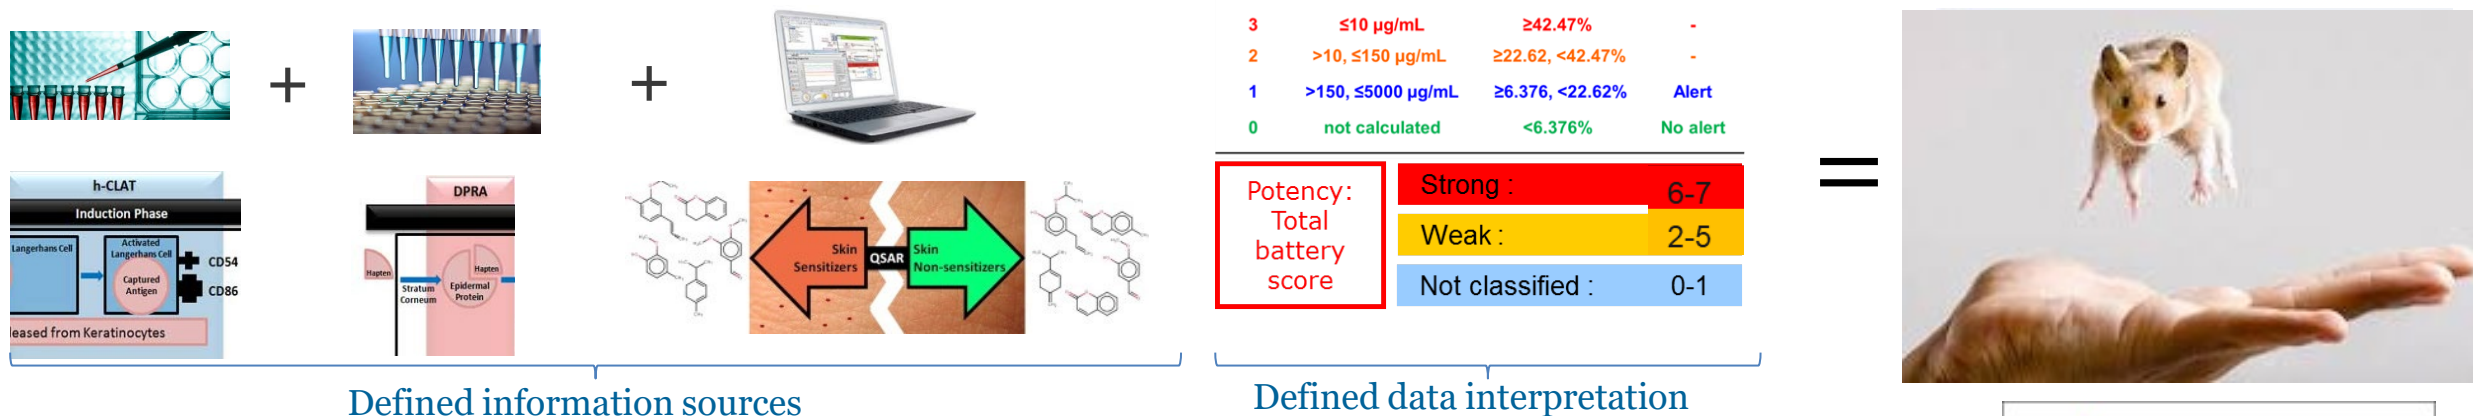 +
+
h-CLAT
Induction Phase
Langerhans Cell
Activated
Langerhans Cell
Captured
Antigen
CD54
CD86
leased from Keratinocytes
DPRA
Hapten
Stratum
Corneum
Hapten
Epidermal
Protein
Skin
Sensitizers
QSAR
Skin
Non-sensitizers
3 ≤10 µg/mL ≥42.47% -
2 >10, ≤150 µg/mL ≥22.62, <42.47% -
1 >150, ≤5000 µg/mL ≥6.376, <22.62% Alert
0 not calculated <6.376% No alert
Potency:
Total
battery
score
Strong : 6-7
Weak : 2-5
Not classified : 0-1
=
Defined information sources
Defined data interpretation